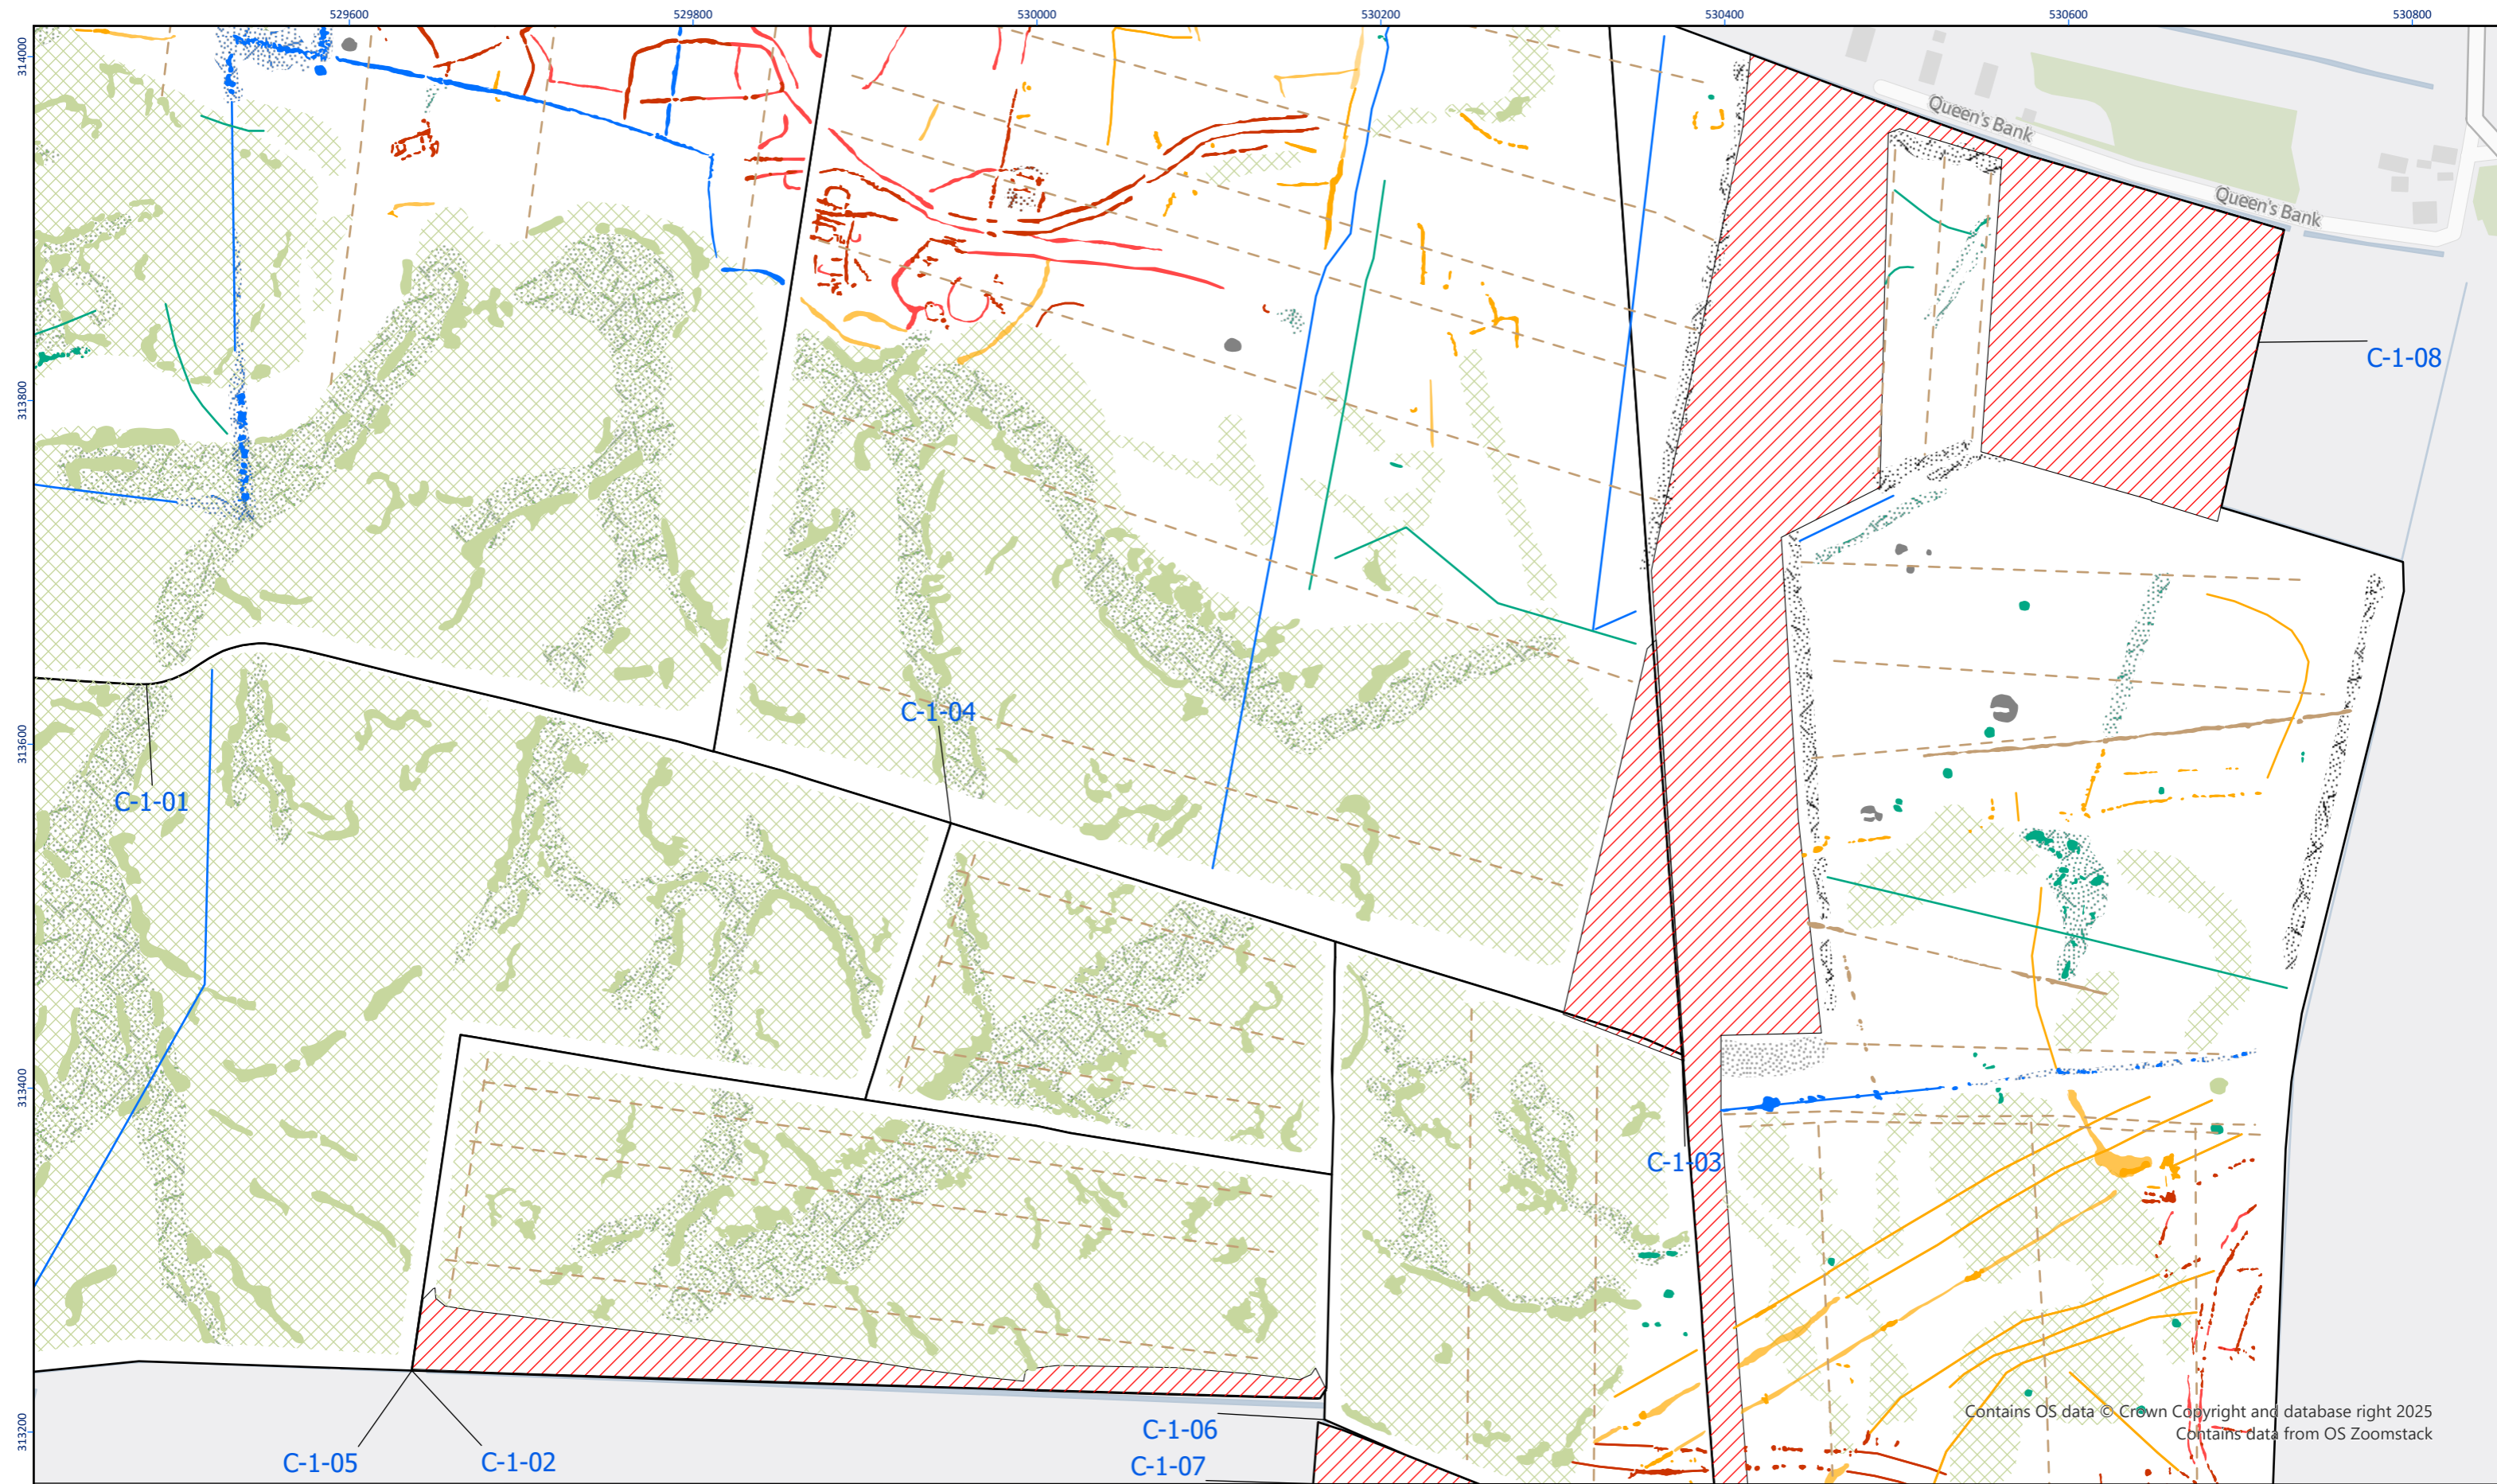 529600
529800
530000
530200
530400
530600
530800
314000
313800
313600
313400
313200
Queen's Bank
Queen's Bank
C-1-08
C-1-04
C-1-01
C-1-03
C-1-06
C-1-07
C-1-05
C-1-02
Contains OS data © Crown Copyright and database right 2025
Contains data from OS Zoomstack